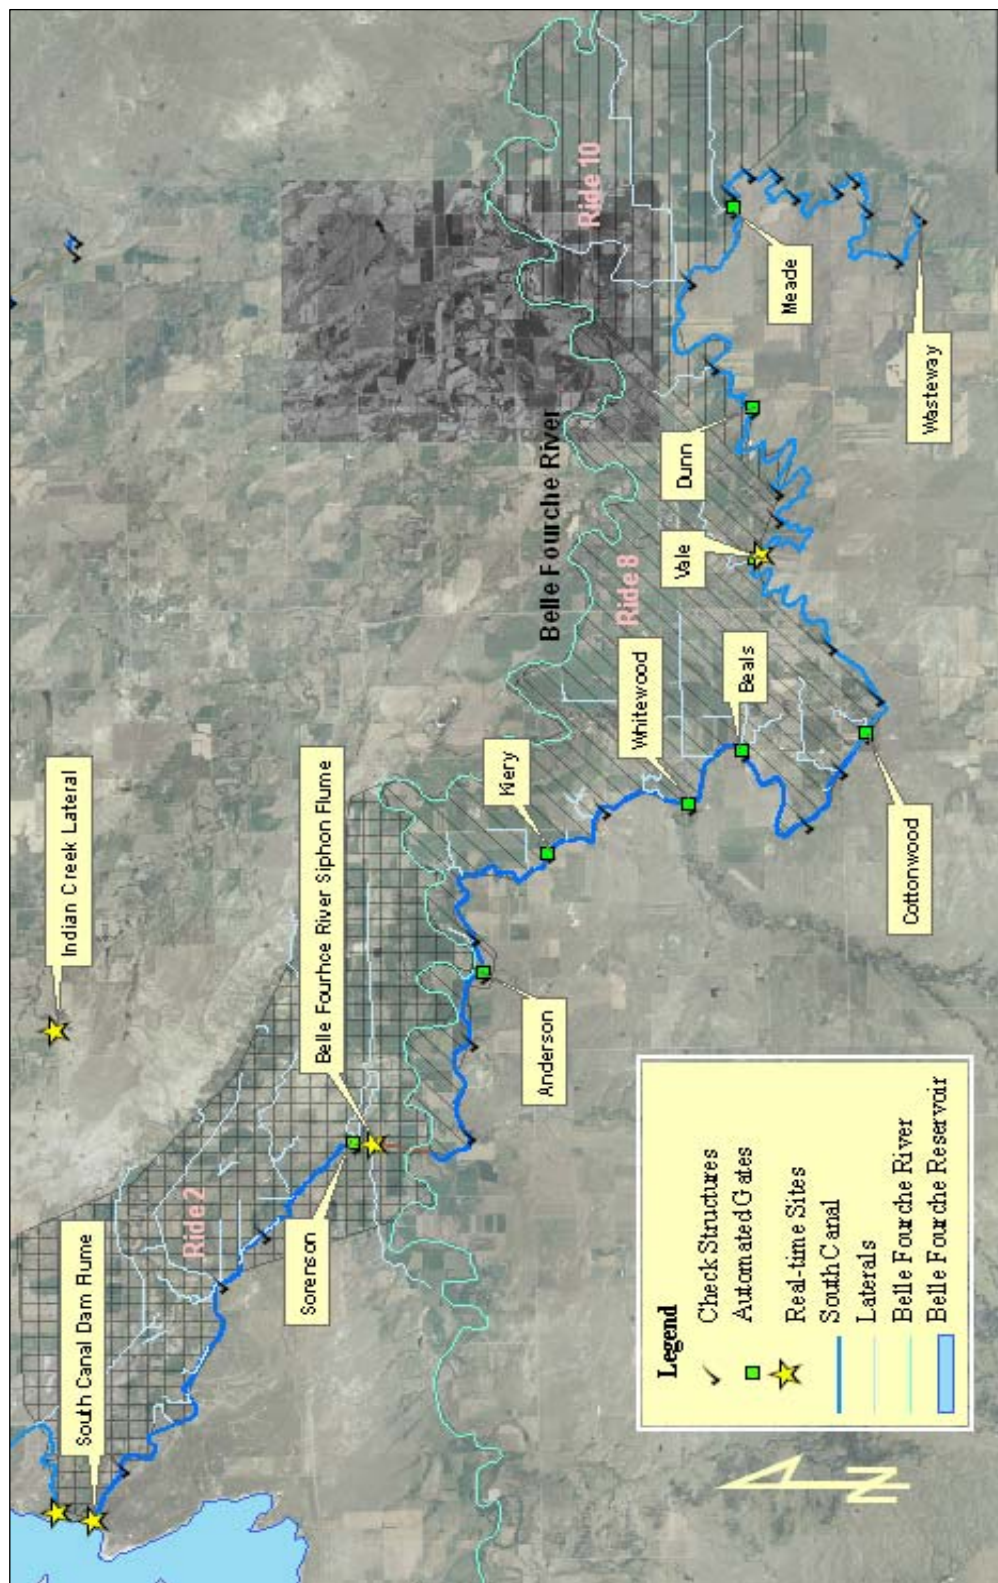 Indian Creek Lateral
South Canal Dam Flume
Ride 2
Belle Fourhce River Siphon Flume
Sorenson
Anderson
Kiery
Belle Fourche River
Whitewood
Ride 8
Ride 10
Beals
Cottonwood
Vale
Dunn
Meade
Wasteway
Legend
Check Structures
Automated Gates
Real-time Sites
South Canal
Laterals
Belle Fourche River
Belle Fourche Reservoir
N